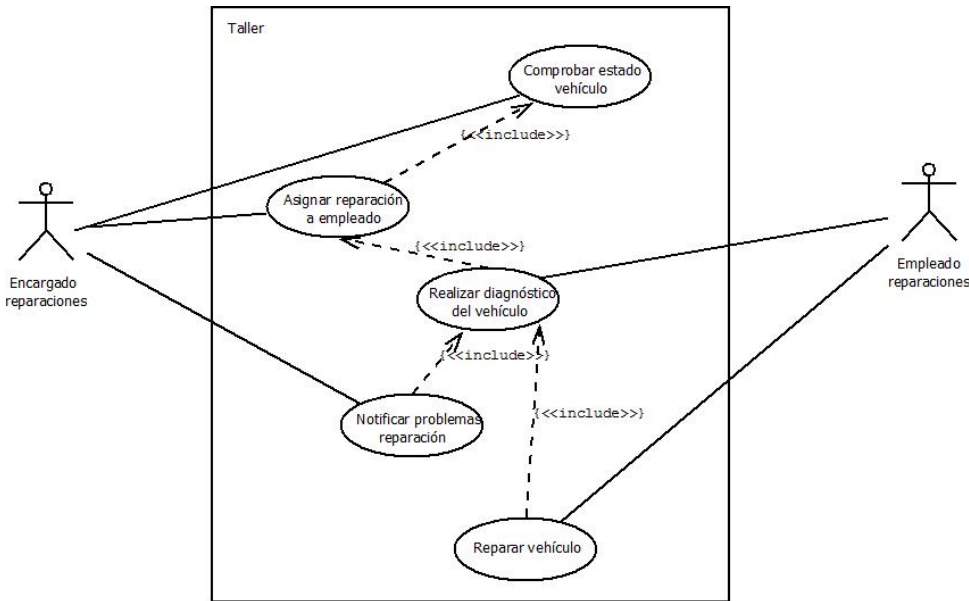 Taller
Comprobar estado
vehículo
{<<include>>}
Asignar reparación
a empleado
{<<include>>}
Encargado
reparaciones
Empleado
reparaciones
Realizar diagnóstico
del vehículo
{<<include>>}
Notificar problemas
reparación
{<<include>>}
Reparar vehículo